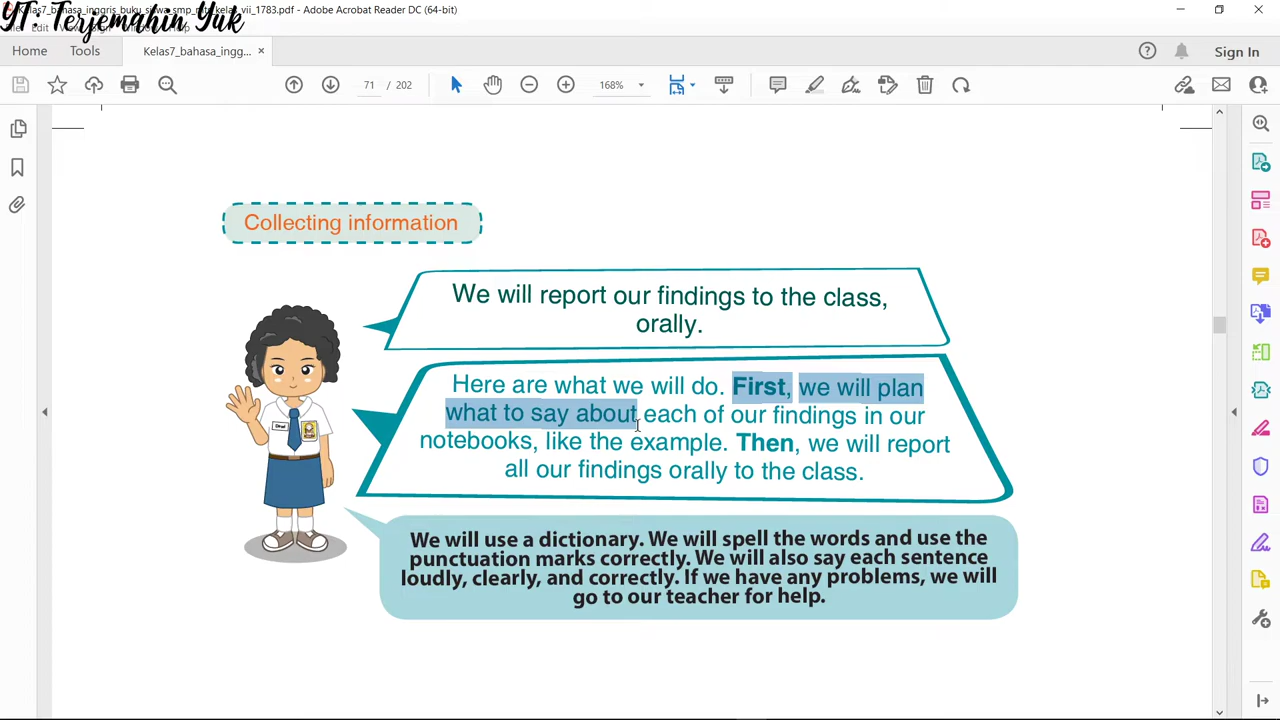 Kelas7_bahasa_inggris_buku_siswa_smp_mts_kelas_vii_1783.pdf - Adobe Acrobat Reader DC (64-bit)
YT: Terjemahin Yuk
Home
Tools
Kelas7_bahasa_ingg...
Sign In
71 / 202
168%
Collecting information
We will report our findings to the class,
orally.
Here are what we will do. First, we will plan
what to say about each of our findings in our
notebooks, like the example. Then, we will report
all our findings orally to the class.
We will use a dictionary. We will spell the words and use the
punctuation marks correctly. We will also say each sentence
loudly, clearly, and correctly. If we have any problems, we will
go to our teacher for help.